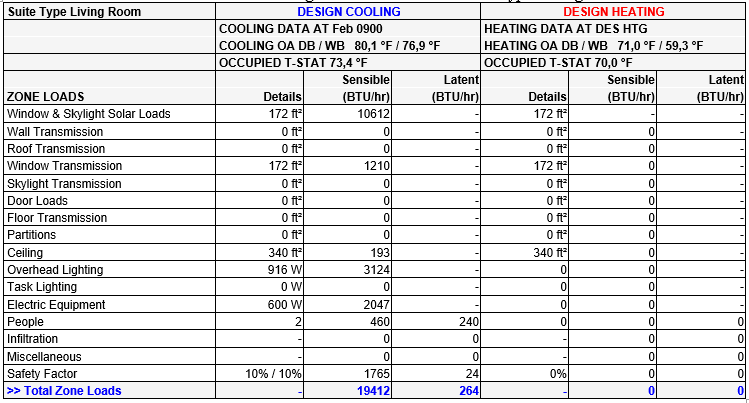 Suite Type Living Room DESIGN COOLING DESIGN HEATING
COOLING DATA AT Feb 0900 HEATING DATA AT DES HTG
COOLING OA DB / WB 80,1 °F / 76,9 °F HEATING OA DB / WB 71,0 °F / 59,3 °F
OCCUPIED T-STAT 73,4 °F OCCUPIED T-STAT 70,0 °F
Sensible Latent Sensible Latent
ZONE LOADS Details (BTU/hr) (BTU/hr) Details (BTU/hr) (BTU/hr)
Window & Skylight Solar Loads 172 ft² 10612 - 172 ft² - -
Wall Transmission 0 ft² 0 - 0 ft² 0 -
Roof Transmission 0 ft² 0 - 0 ft² 0 -
Window Transmission 172 ft² 1210 - 172 ft² 0 -
Skylight Transmission 0 ft² 0 - 0 ft² 0 -
Door Loads 0 ft² 0 - 0 ft² 0 -
Floor Transmission 0 ft² 0 - 0 ft² 0 -
Partitions 0 ft² 0 - 0 ft² 0 -
Ceiling 340 ft² 193 - 340 ft² 0 -
Overhead Lighting 916 W 3124 - 0 0 -
Task Lighting 0 W 0 - 0 0 -
Electric Equipment 600 W 2047 - 0 0 -
People 2 460 240 0 0 0
Infiltration - 0 0 - 0 0
Miscellaneous - 0 0 - 0 0
Safety Factor 10% / 10% 1765 24 0% 0 0
>> Total Zone Loads - 19412 264 - 0 0